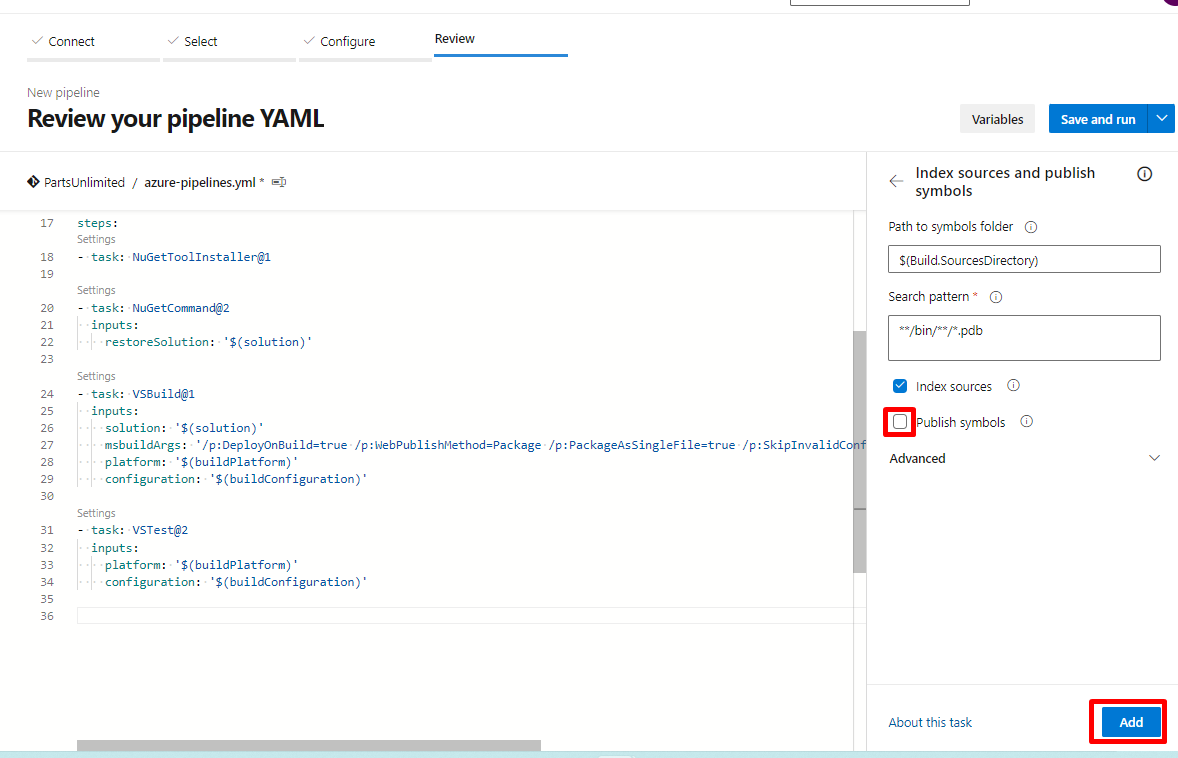 Connect
Select
Configure
Review
New pipeline
Review your pipeline YAML
Variables
Save and run
PartsUnlimited / azure-pipelines.yml *
17 steps:
Settings
18 - task: NuGetToolInstaller@1
19
Settings
20 - task: NuGetCommand@2
21 inputs:
22 restoreSolution: '$(solution)'
23
Settings
24 - task: VSBuild@1
25 inputs:
26 solution: '$(solution)'
27 msbuildArgs: '/p:DeployOnBuild=true /p:WebPublishMethod=Package /p:PackageAsSingleFile=true /p:SkipInvalidConf
28 platform: '$(buildPlatform)'
29 configuration: '$(buildConfiguration)'
30
Settings
31 - task: VSTest@2
32 inputs:
33 platform: '$(buildPlatform)'
34 configuration: '$(buildConfiguration)'
35
36
Index sources and publish
symbols
Path to symbols folder
$(Build.SourcesDirectory)
Search pattern *
**/bin/**/*.pdb
Index sources
Publish symbols
Advanced
About this task
Add